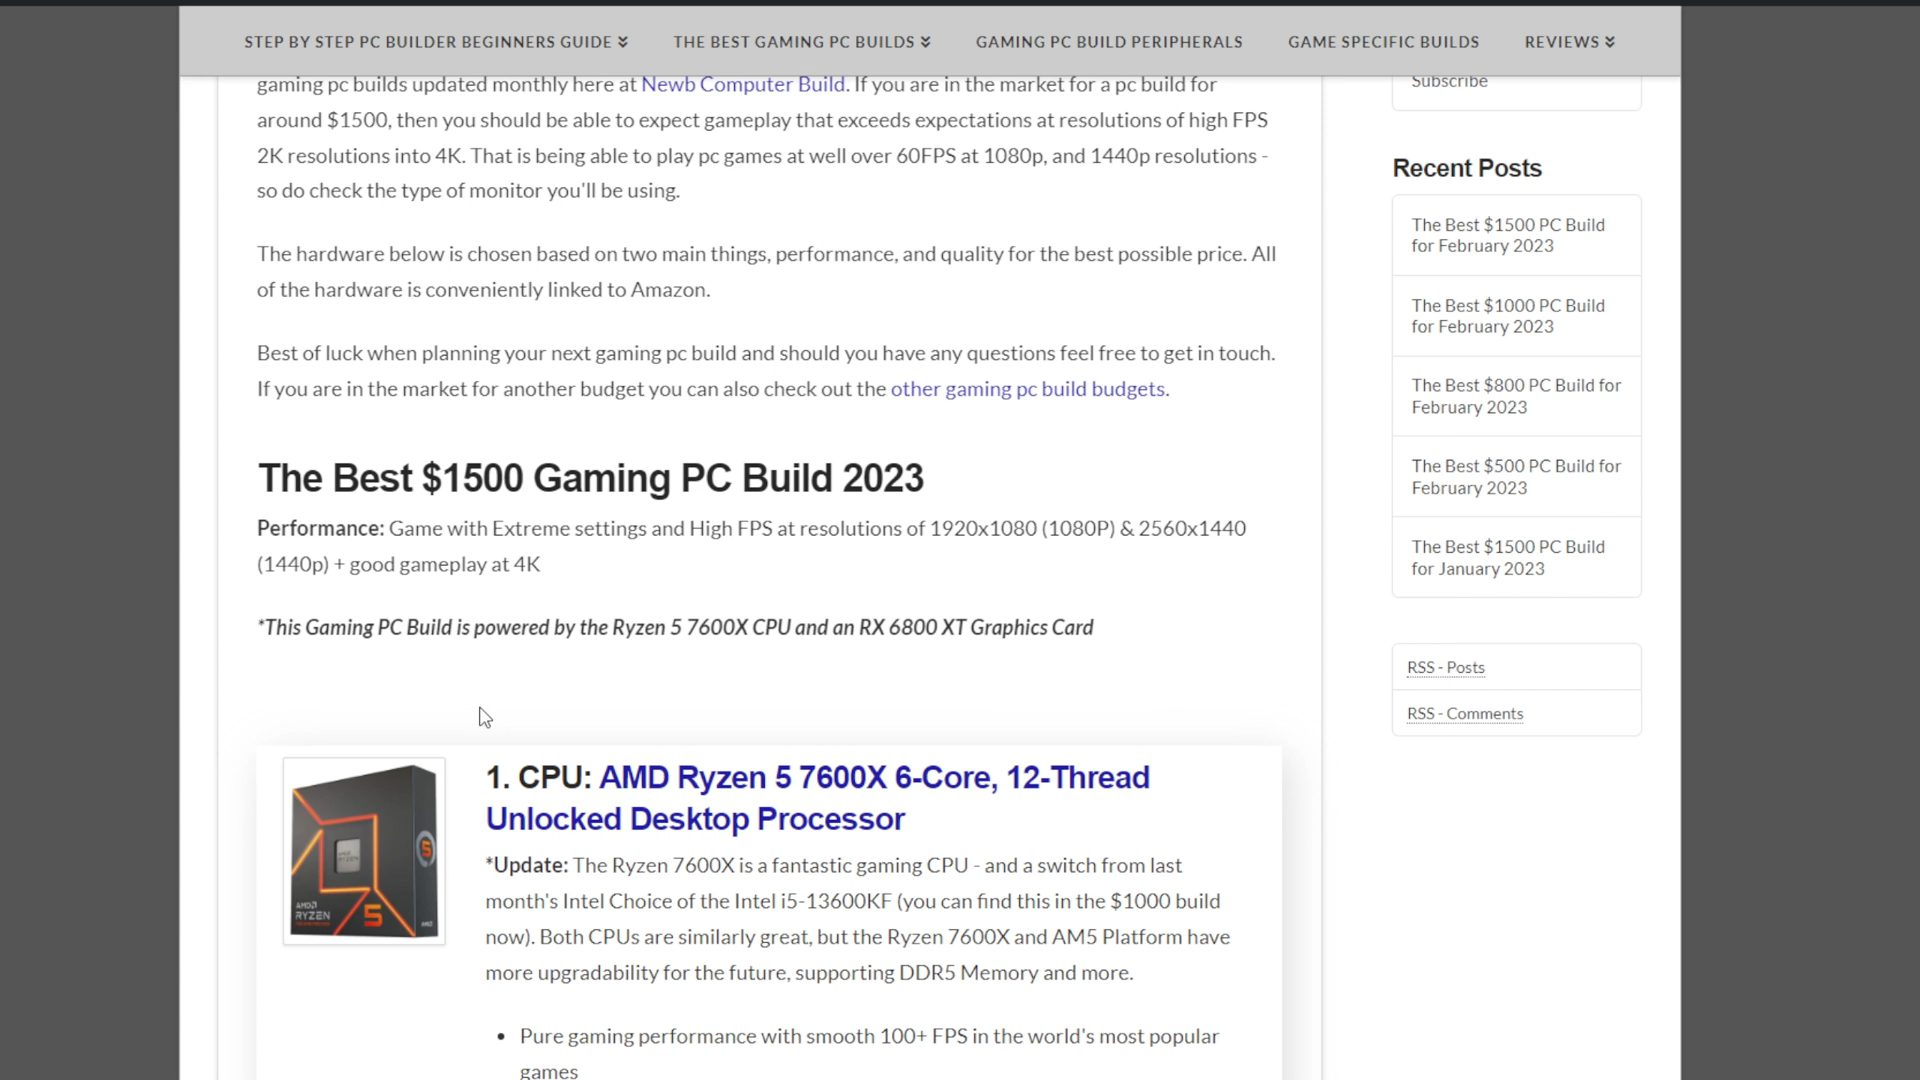 STEP BY STEP PC BUILDER BEGINNERS GUIDE
THE BEST GAMING PC BUILDS
GAMING PC BUILD PERIPHERALS
GAME SPECIFIC BUILDS
REVIEWS
gaming pc builds updated monthly here at Newb Computer Build. If you are in the market for a pc build for
around $1500, then you should be able to expect gameplay that exceeds expectations at resolutions of high FPS
2K resolutions into 4K. That is being able to play pc games at well over 60FPS at 1080p, and 1440p resolutions -
so do check the type of monitor you'll be using.
The hardware below is chosen based on two main things, performance, and quality for the best possible price. All
of the hardware is conveniently linked to Amazon.
Best of luck when planning your next gaming pc build and should you have any questions feel free to get in touch.
If you are in the market for another budget you can also check out the other gaming pc build budgets.
The Best $1500 Gaming PC Build 2023
Performance: Game with Extreme settings and High FPS at resolutions of 1920x1080 (1080P) & 2560x1440
(1440p) + good gameplay at 4K
*This Gaming PC Build is powered by the Ryzen 5 7600X CPU and an RX 6800 XT Graphics Card
AMD
RYZEN
5
5
1. CPU: AMD Ryzen 5 7600X 6-Core, 12-Thread
Unlocked Desktop Processor
*Update: The Ryzen 7600X is a fantastic gaming CPU - and a switch from last
month's Intel Choice of the Intel i5-13600KF (you can find this in the $1000 build
now). Both CPUs are similarly great, but the Ryzen 7600X and AM5 Platform have
more upgradability for the future, supporting DDR5 Memory and more.
• Pure gaming performance with smooth 100+ FPS in the world's most popular
games
Subscribe
Recent Posts
The Best $1500 PC Build
for February 2023
The Best $1000 PC Build
for February 2023
The Best $800 PC Build for
February 2023
The Best $500 PC Build for
February 2023
The Best $1500 PC Build
for January 2023
RSS - Posts
RSS - Comments